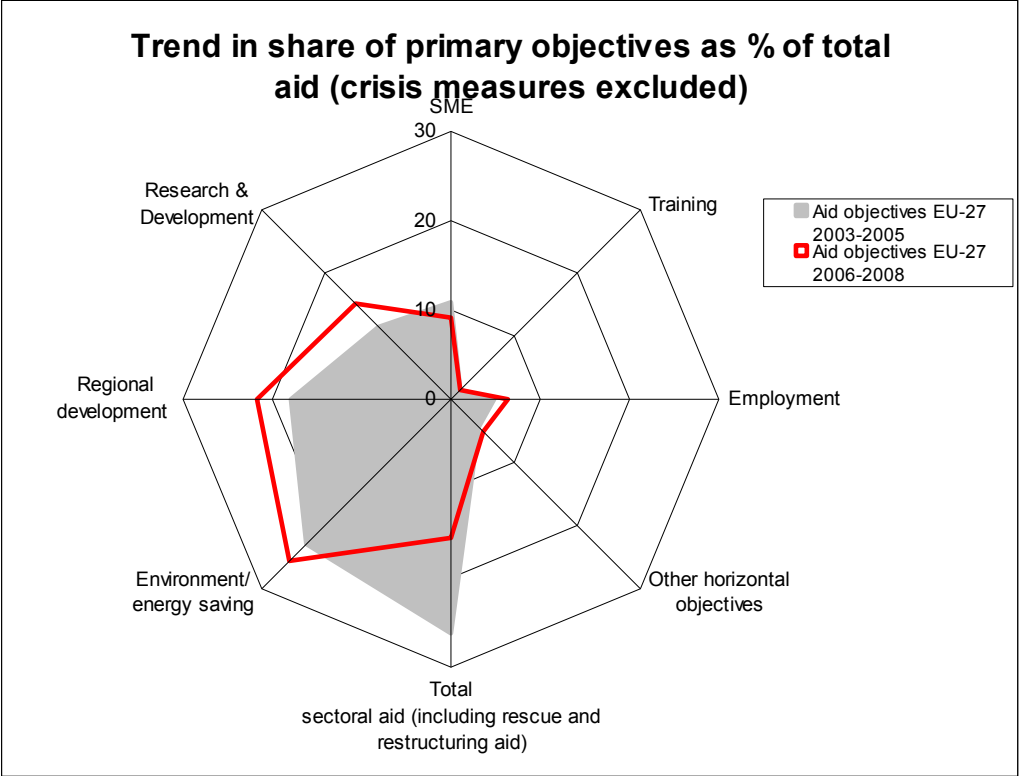 Trend in share of primary objectives as % of total
aid (crisis measures excluded)
SME
30
Research &
Development
Training
Aid objectives EU-27
2003-2005
Aid objectives EU-27
2006-2008
20
10
Regional
development
0
Employment
Environment/
energy saving
Other horizontal
objectives
Total
sectoral aid (including rescue and
restructuring aid)